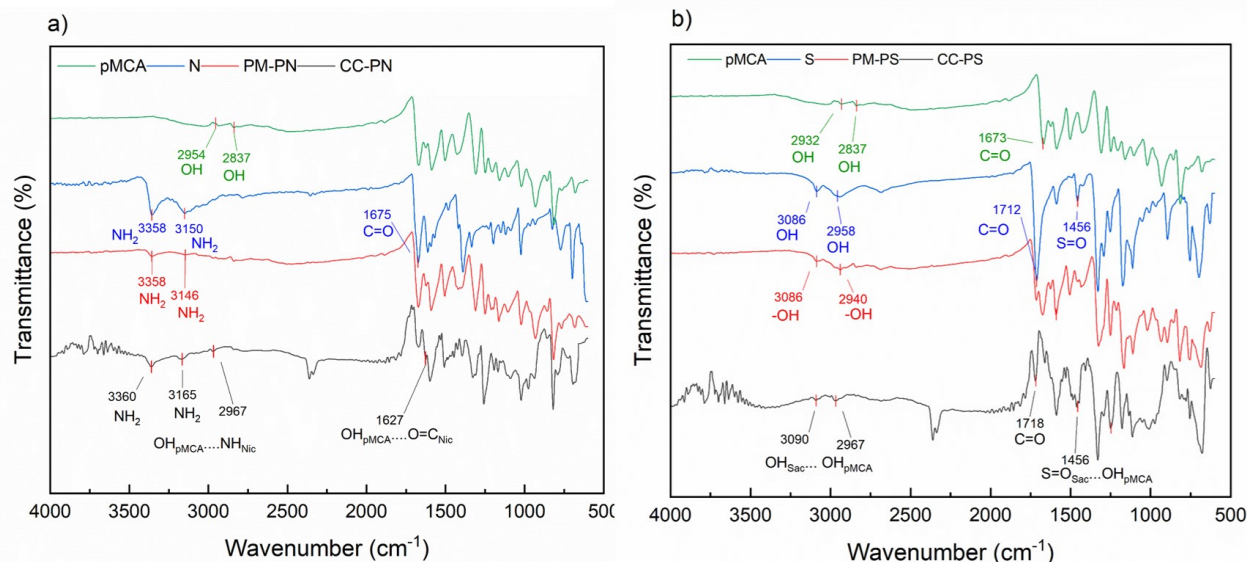 a)
pMCA N PM-PN CC-PN
2954
OH
2837
OH
3358
NH₂
3150
NH₂
1675
C=O
3358
NH₂
3146
NH₂
3360
NH₂
3165
NH₂
2967
OHpMCA....NHNic
1627
OHpMCA....O=CNic
Transmittance (%)
4000 3500 3000 2500 2000 1500 1000 500
Wavenumber (cm⁻¹)
b)
pMCA S PM-PS CC-PS
2932
OH
2837
OH
1673
C=O
3086
OH
2958
OH
1712
C=O
1456
S=O
3086
-OH
2940
-OH
3090
2967
OHSac... OHpMCA
1718
C=O
1456
S=OSac...OHpMCA
Transmittance (%)
4000 3500 3000 2500 2000 1500 1000 500
Wavenumber (cm⁻¹)